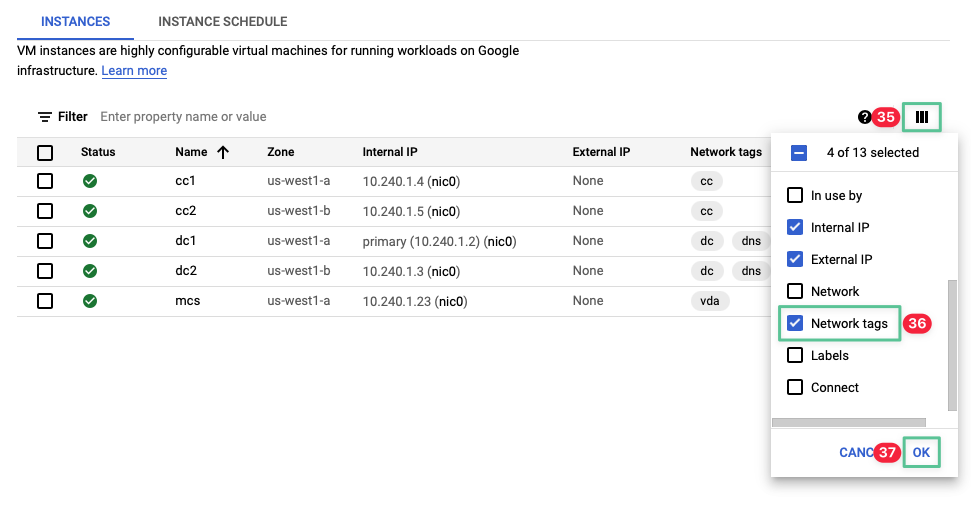 INSTANCES INSTANCE SCHEDULE
VM instances are highly configurable virtual machines for running workloads on Google
infrastructure. Learn more
Filter Enter property name or value ? 35
Status Name Zone Internal IP External IP Network tags
cc1 us-west1-a 10.240.1.4 (nic0) None cc
cc2 us-west1-b 10.240.1.5 (nic0) None cc
dc1 us-west1-a primary (10.240.1.2) (nic0) None dc dns
dc2 us-west1-b 10.240.1.3 (nic0) None dc dns
mcs us-west1-a 10.240.1.23 (nic0) None vda
4 of 13 selected
In use by
Internal IP
External IP
Network
Network tags 36
Labels
Connect
CANC 37 OK